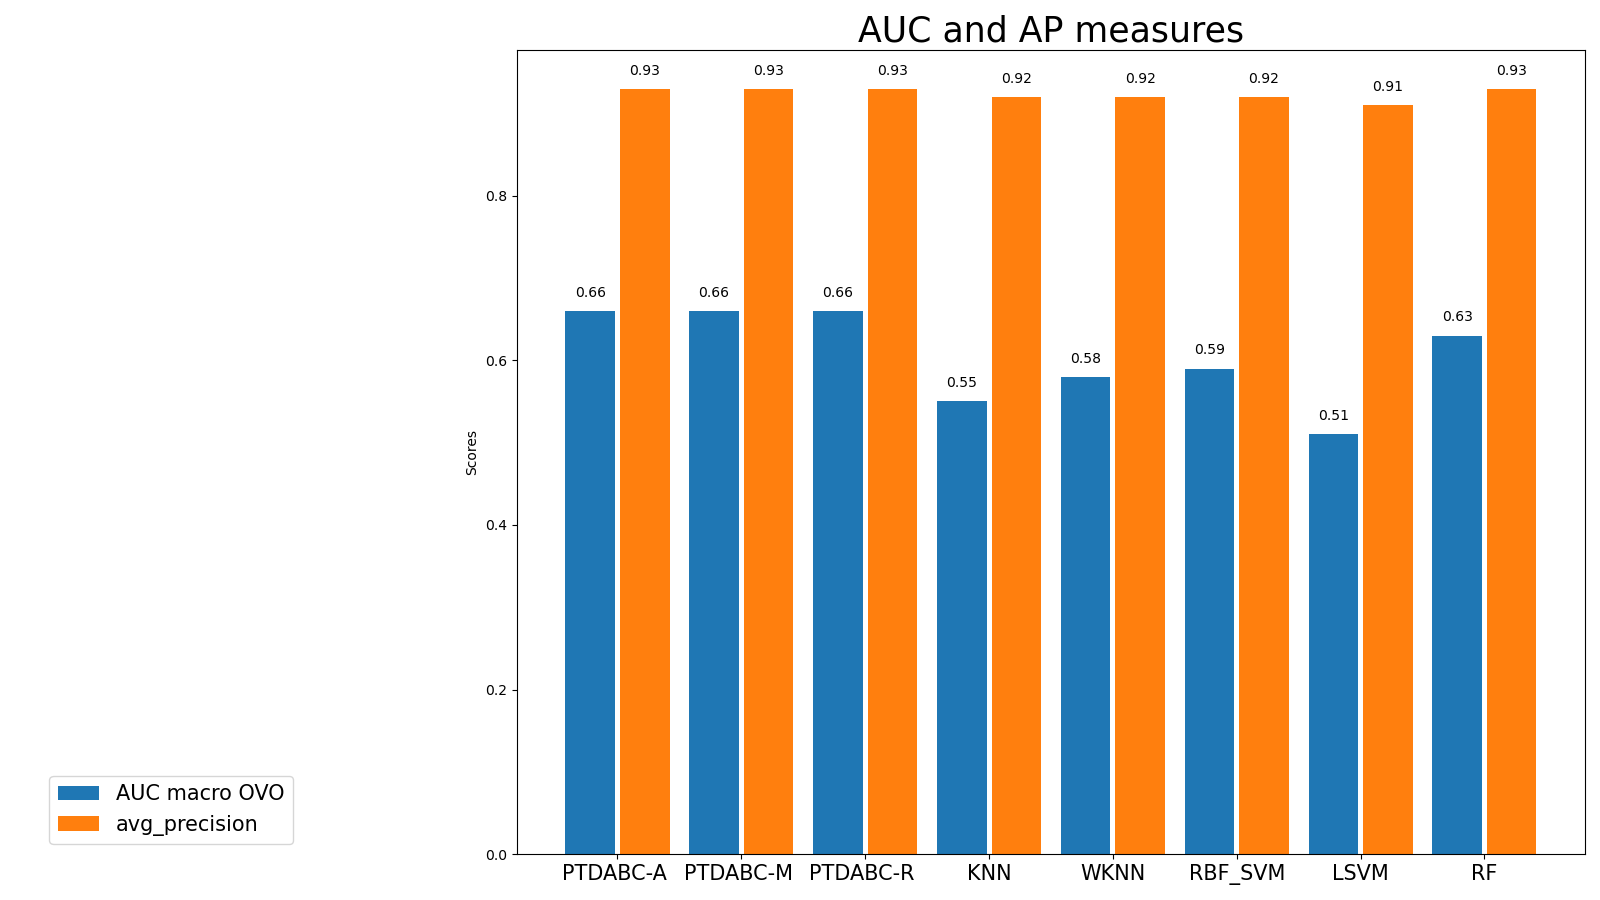 AUC and AP measures
0.93 0.93 0.93 0.92 0.92 0.92 0.91 0.93
0.66 0.66 0.66 0.55 0.58 0.59 0.51 0.63
0.8
0.6
0.4
0.2
0.0
Scores
PTDABC-A PTDABC-M PTDABC-R KNN WKNN RBF_SVM LSVM RF
AUC macro OVO
avg_precision